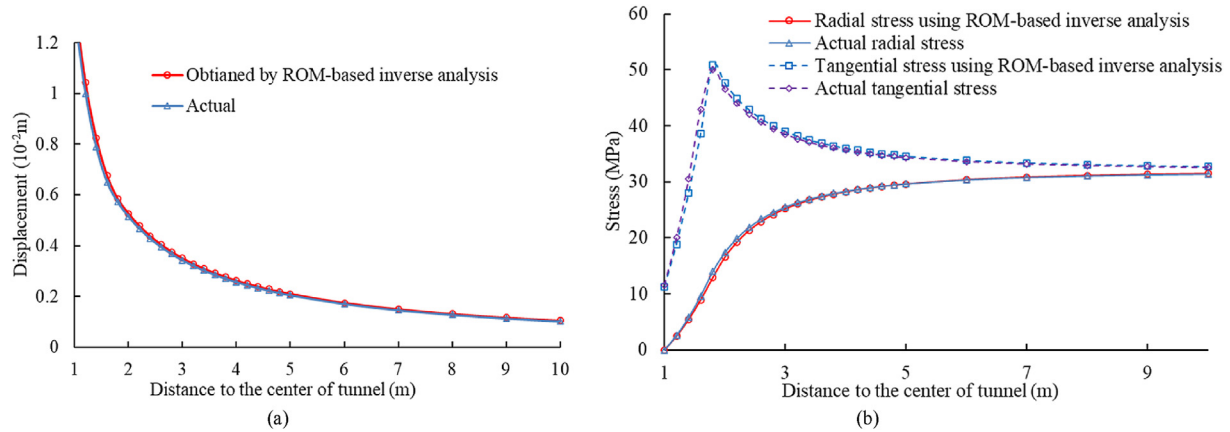 1.2
1
0.8
0.6
0.4
0.2
0
Displacement (10⁻²m)
Obtianed by ROM-based inverse analysis
Actual
1 2 3 4 5 6 7 8 9 10
Distance to the center of tunnel (m)
(a)
60
50
40
30
20
10
0
Stress (MPa)
Radial stress using ROM-based inverse analysis
Actual radial stress
Tangential stress using ROM-based inverse analysis
Actual tangential stress
1 3 5 7 9
Distance to the center of tunnel (m)
(b)